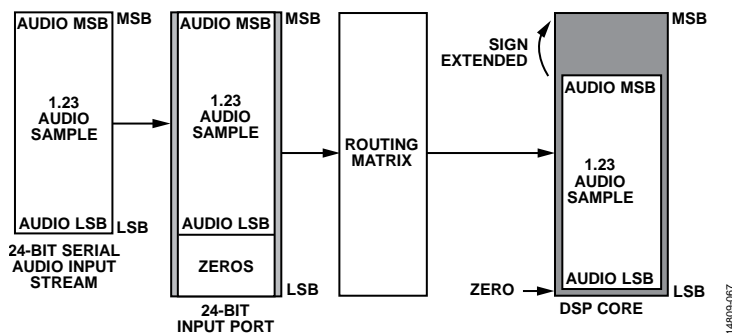 AUDIO MSB
MSB
1.23
AUDIO
SAMPLE
AUDIO LSB
LSB
24-BIT SERIAL
AUDIO INPUT
STREAM
AUDIO MSB
MSB
1.23
AUDIO
SAMPLE
AUDIO LSB
ZEROS
LSB
24-BIT
INPUT PORT
ROUTING
MATRIX
SIGN
EXTENDED
MSB
AUDIO MSB
1.23
AUDIO
SAMPLE
AUDIO LSB
ZERO
LSB
DSP CORE
14809-067